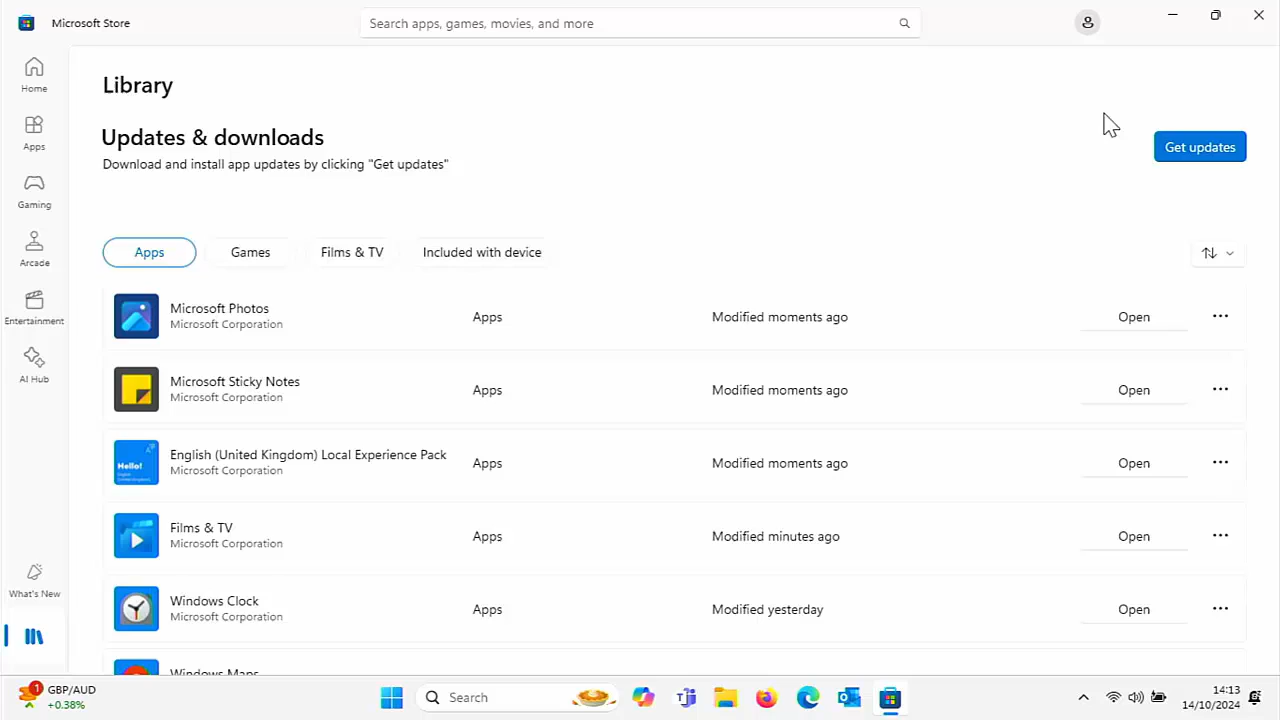 Microsoft Store
Search apps, games, movies, and more
Home
Apps
Gaming
Arcade
Entertainment
AI Hub
What's New
Library
Updates & downloads
Download and install app updates by clicking "Get updates"
Get updates
Apps
Games
Films & TV
Included with device
Microsoft Photos
Microsoft Corporation
Apps
Modified moments ago
Open
Microsoft Sticky Notes
Microsoft Corporation
Apps
Modified moments ago
Open
Hello!
English (United Kingdom) Local Experience Pack
Microsoft Corporation
Apps
Modified moments ago
Open
Films & TV
Microsoft Corporation
Apps
Modified minutes ago
Open
Windows Clock
Microsoft Corporation
Apps
Modified yesterday
Open
Windows Maps
1
GBP/AUD
+0.38%
Search
14:13
14/10/2024